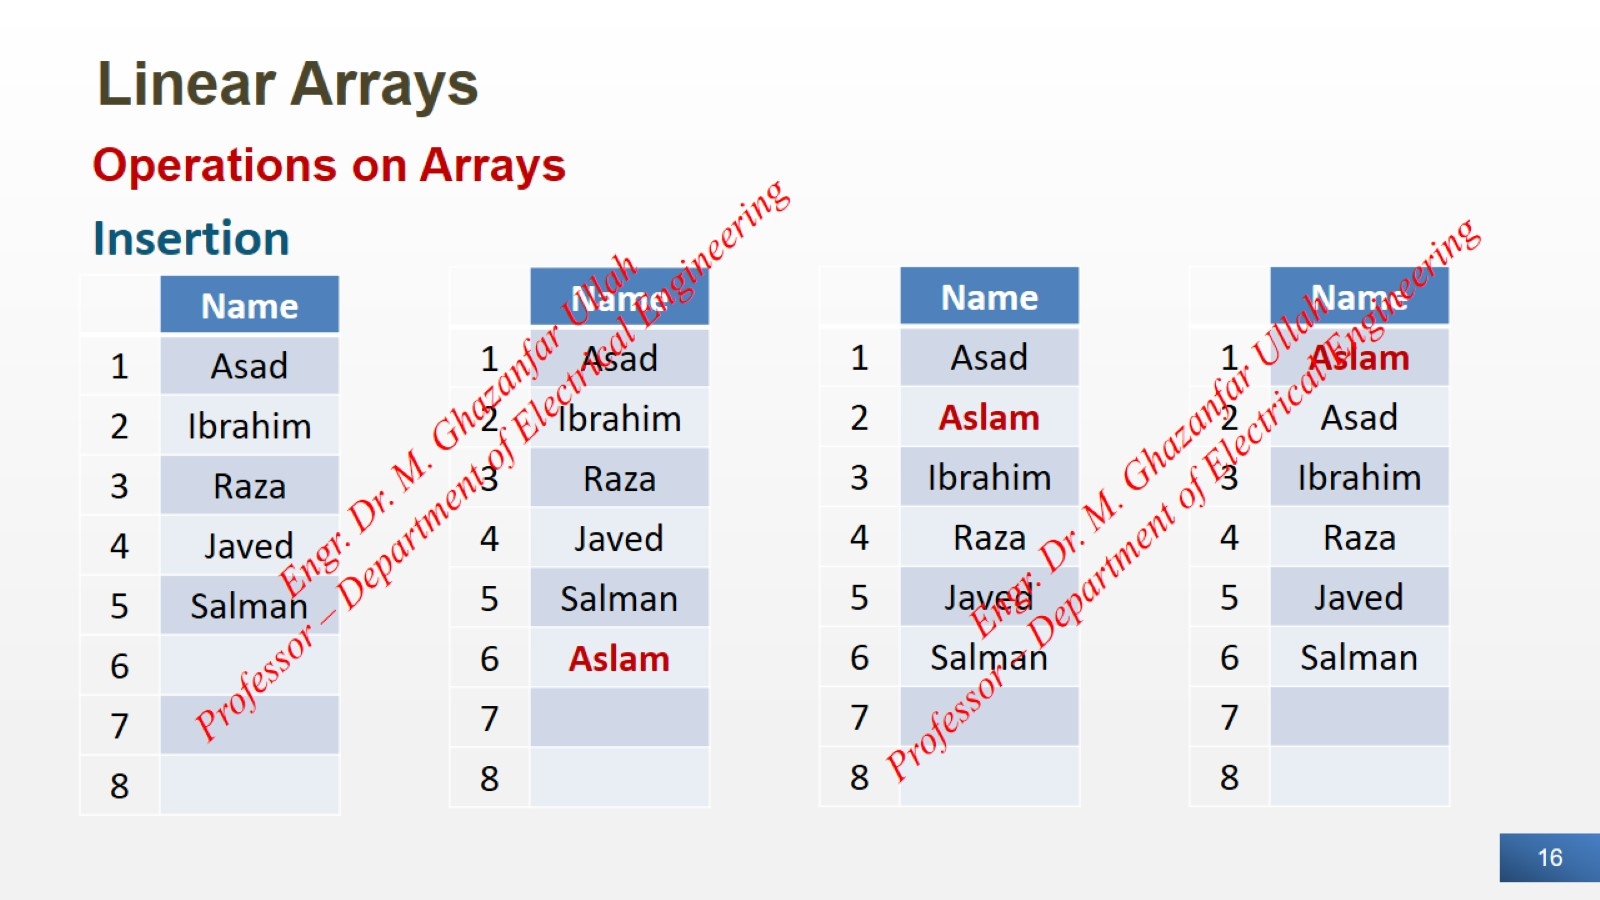 Linear Arrays
Operations on Arrays
Insertion
Name
1 Asad
2 Ibrahim
3 Raza
4 Javed
5 Salman
6
7
8
Name
1 Asad
2 Ibrahim
3 Raza
4 Javed
5 Salman
6 Aslam
7
8
Name
1 Asad
2 Aslam
3 Ibrahim
4 Raza
5 Javed
6 Salman
7
8
Name
1 Aslam
2 Asad
3 Ibrahim
4 Raza
5 Javed
6 Salman
7
8
Engr. Dr. M. Ghazanfar Ullah
Professor – Department of Electrical Engineering
Engr. Dr. M. Ghazanfar Ullah
Professor – Department of Electrical Engineering
16